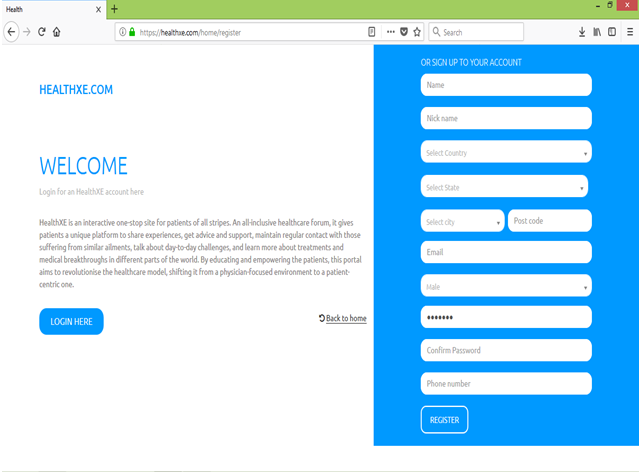 Health
https://healthxe.com/home/register
Search
HEALTHXE.COM
WELCOME
Login for an HealthXE account here
HealthXE is an interactive one-stop site for patients of all stripes. An all-inclusive healthcare forum, it gives
patients a unique platform to share experiences, get advice and support, maintain regular contact with those
suffering from similar ailments, talk about day-to-day challenges, and learn more about treatments and
medical breakthroughs in different parts of the world. By educating and empowering the patients, this portal
aims to revolutionise the healthcare model, shifting it from a physician-focused environment to a patient-
centric one.
LOGIN HERE
Back to home
OR SIGN UP TO YOUR ACCOUNT
Name
Nick name
Select Country
Select State
Select city
Post code
Email
Male
•••••••
Confirm Password
Phone number
REGISTER